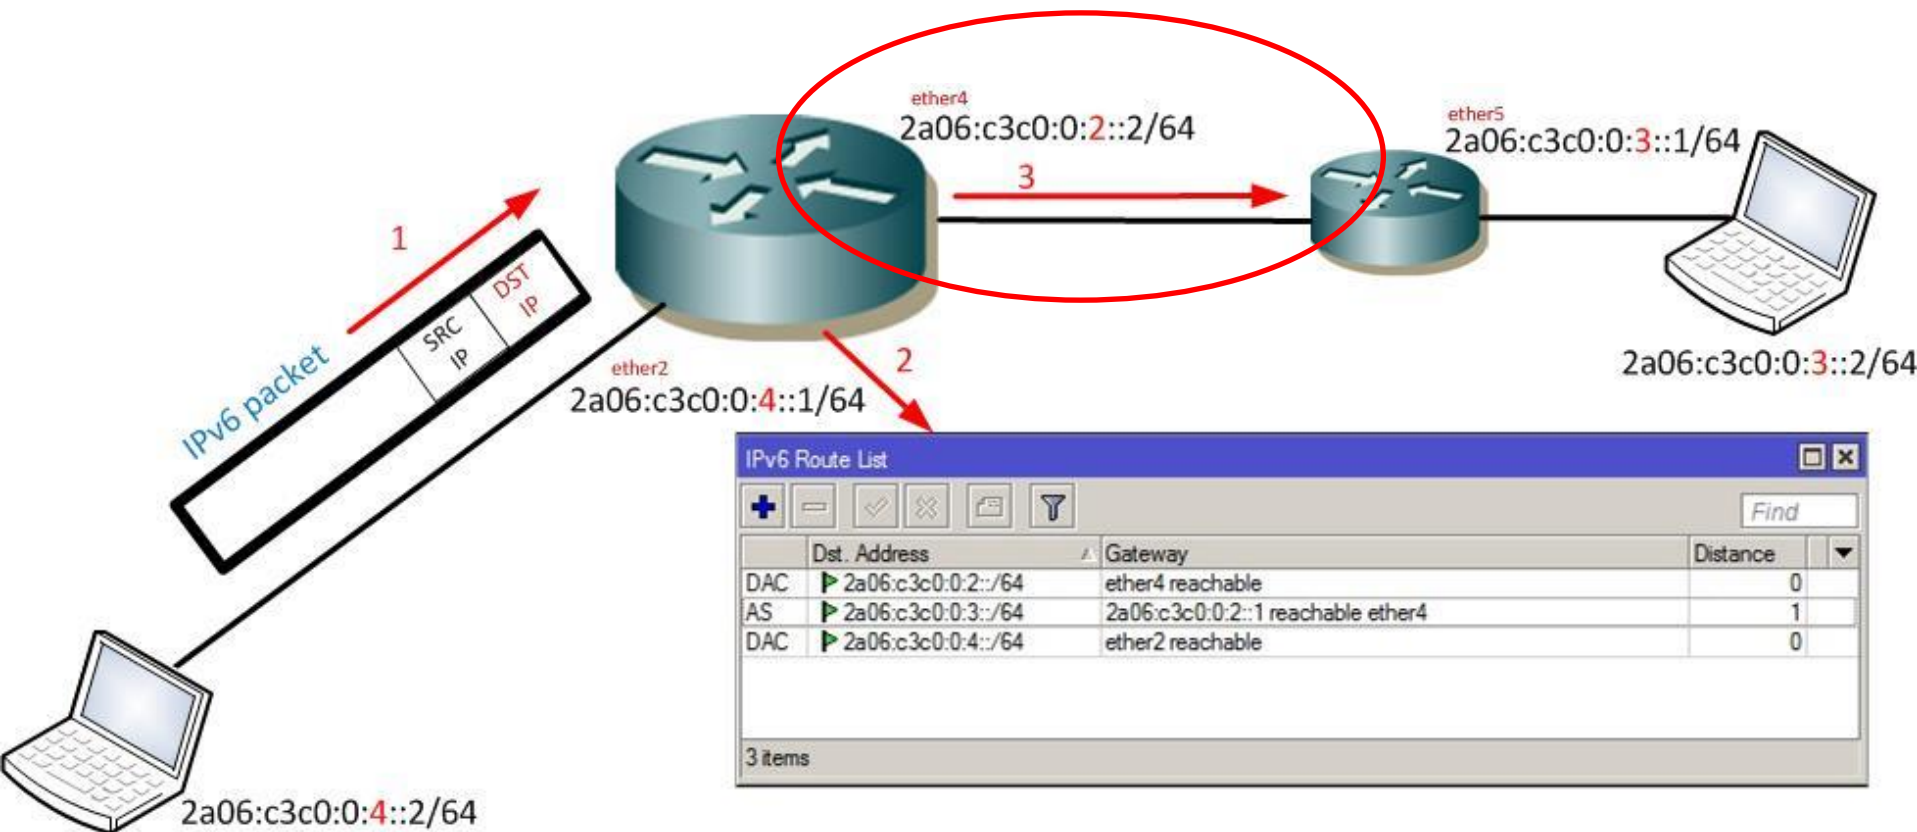 ether4
2a06:c3c0:0:2::2/64
ether5
2a06:c3c0:0:3::1/64
3
1
DST
IP
SRC
IP
IPv6 packet
ether2
2a06:c3c0:0:4::1/64
2
2a06:c3c0:0:3::2/64
IPv6 Route List
Find
Dst. Address Gateway Distance
DAC 2a06:c3c0:0:2::/64 ether4 reachable 0
AS 2a06:c3c0:0:3::/64 2a06:c3c0:0:2::1 reachable ether4 1
DAC 2a06:c3c0:0:4::/64 ether2 reachable 0
3 items
2a06:c3c0:0:4::2/64